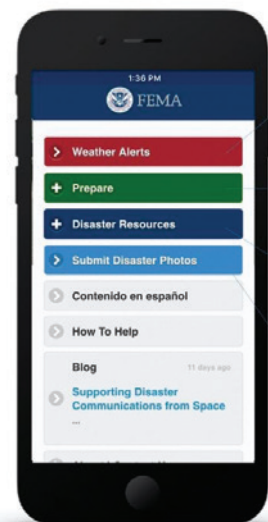 1:36 PM
FEMA
Weather Alerts
Prepare
Disaster Resources
Submit Disaster Photos
Contenido en español
How To Help
Blog
11 days ago
Supporting Disaster
Communications from Space
...